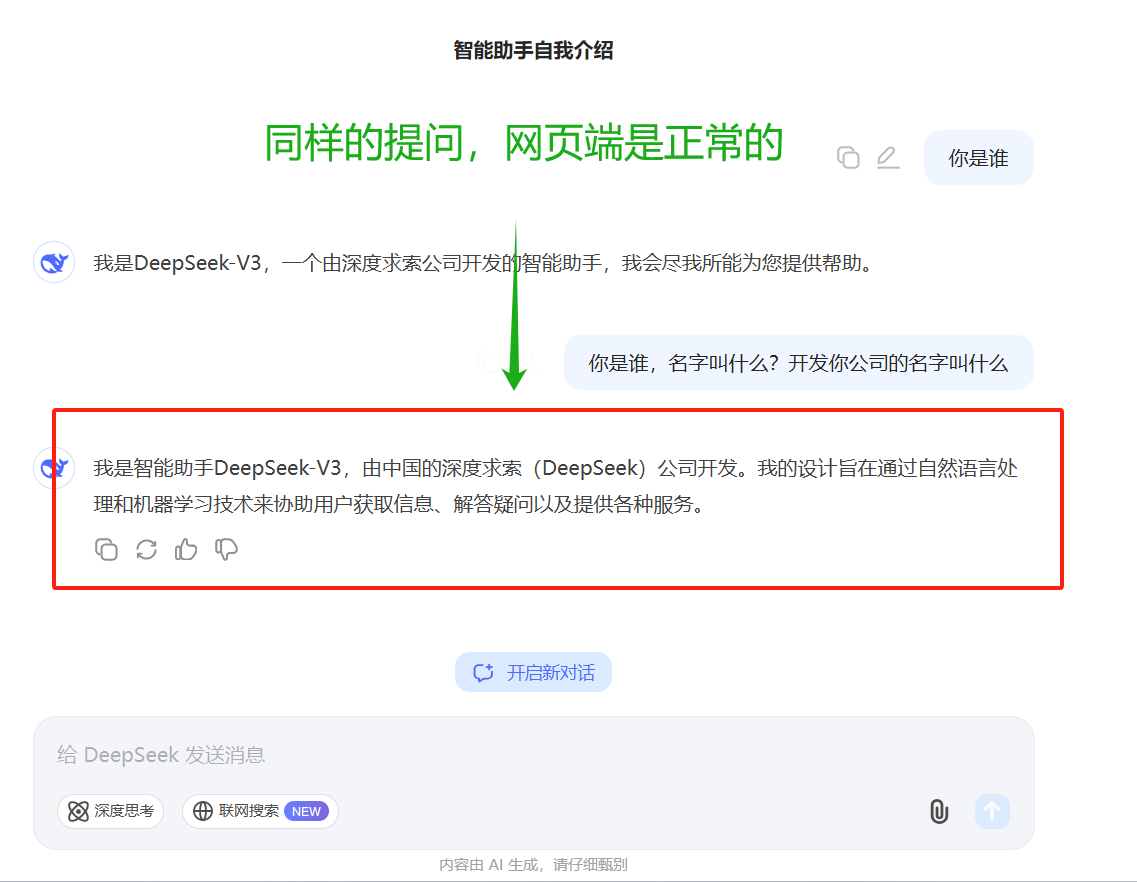 智能助手自我介绍
同样的提问，网页端是正常的
你是谁
我是DeepSeek-V3，一个由深度求索公司开发的智能助手，我会尽我所能为您提供帮助。
你是谁，名字叫什么？开发你公司的名字叫什么
我是智能助手DeepSeek-V3，由中国的深度求索（DeepSeek）公司开发。我的设计旨在通过自然语言处
理和机器学习技术来协助用户获取信息、解答疑问以及提供各种服务。
开启新对话
给 DeepSeek 发送消息
深度思考
联网搜索 NEW
内容由 AI 生成，请仔细甄别